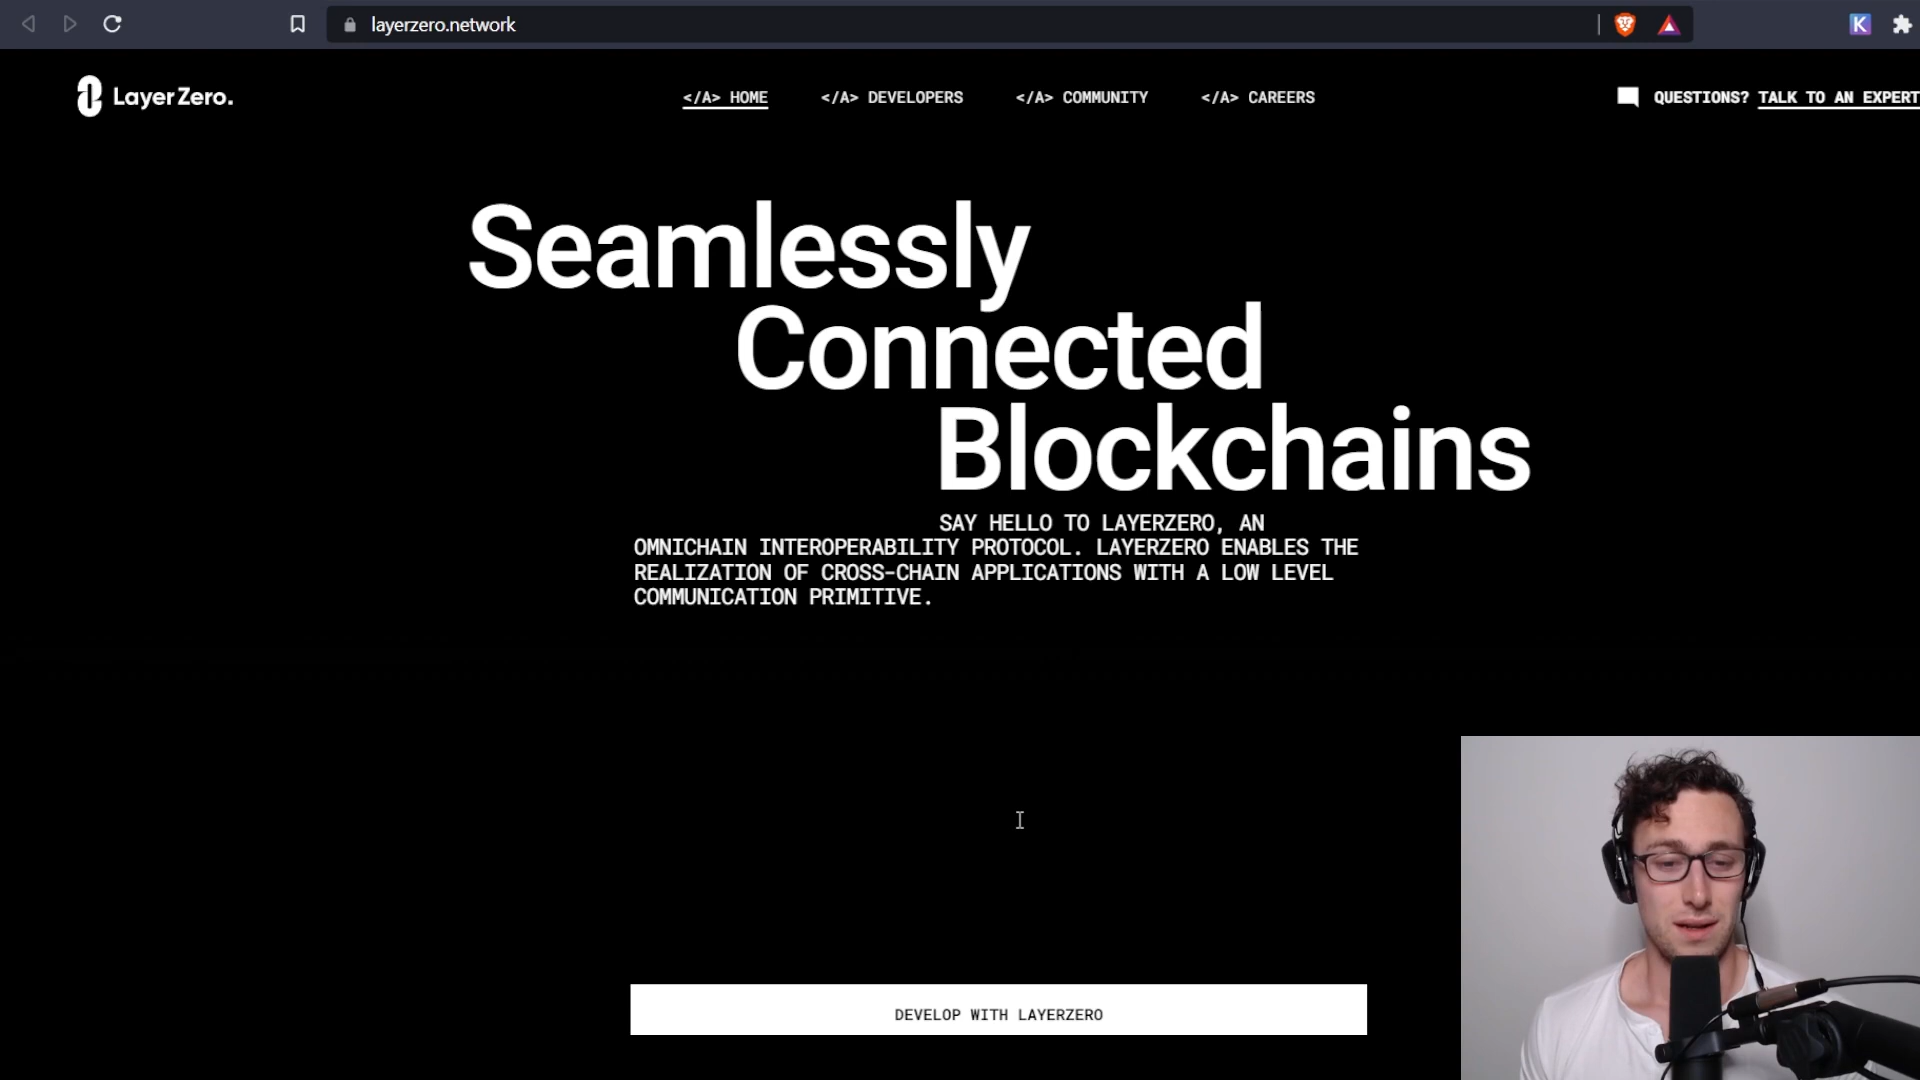 layerzero.network
K
LayerZero.
</A> HOME </A> DEVELOPERS </A> COMMUNITY </A> CAREERS
QUESTIONS? TALK TO AN EXPERT
Seamlessly
Connected
Blockchains
SAY HELLO TO LAYERZERO, AN
OMNICHAIN INTEROPERABILITY PROTOCOL. LAYERZERO ENABLES THE
REALIZATION OF CROSS-CHAIN APPLICATIONS WITH A LOW LEVEL
COMMUNICATION PRIMITIVE.
DEVELOP WITH LAYERZERO